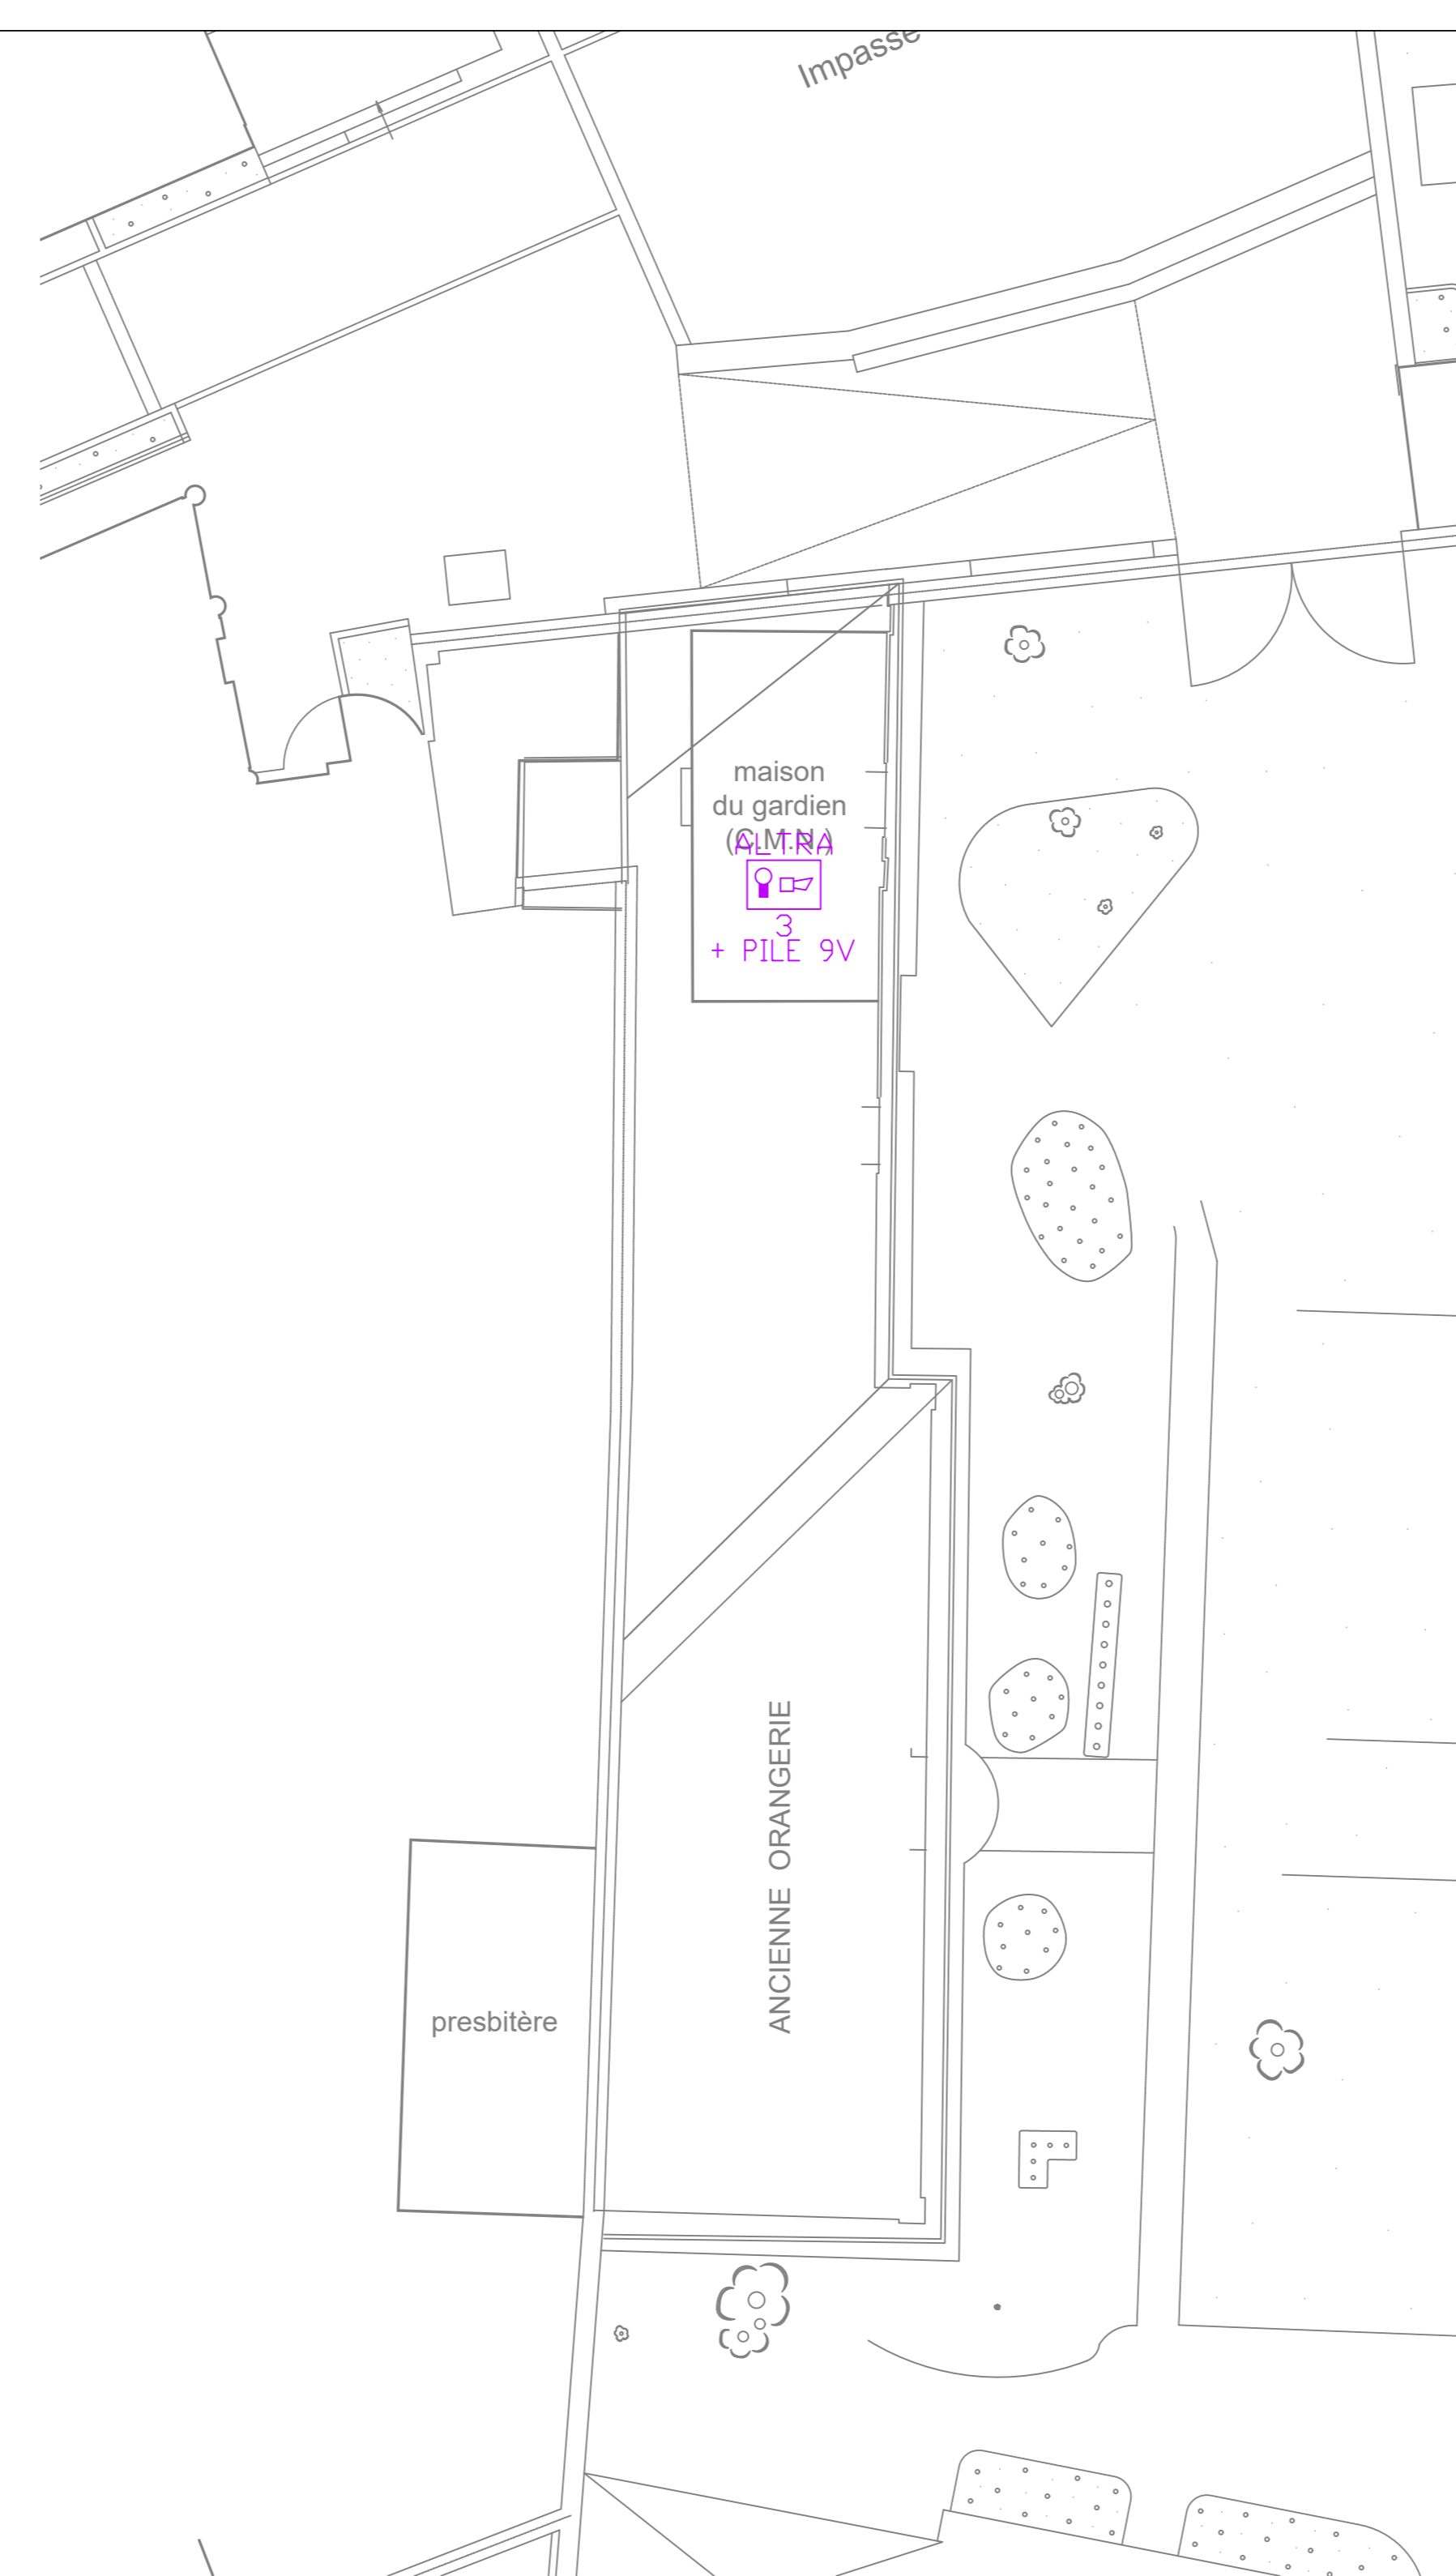 Impasse
maison
du gardien
(C.M.N.)
ALTRA
3
+ PILE 9V
ANCIENNE ORANGERIE
presbitère